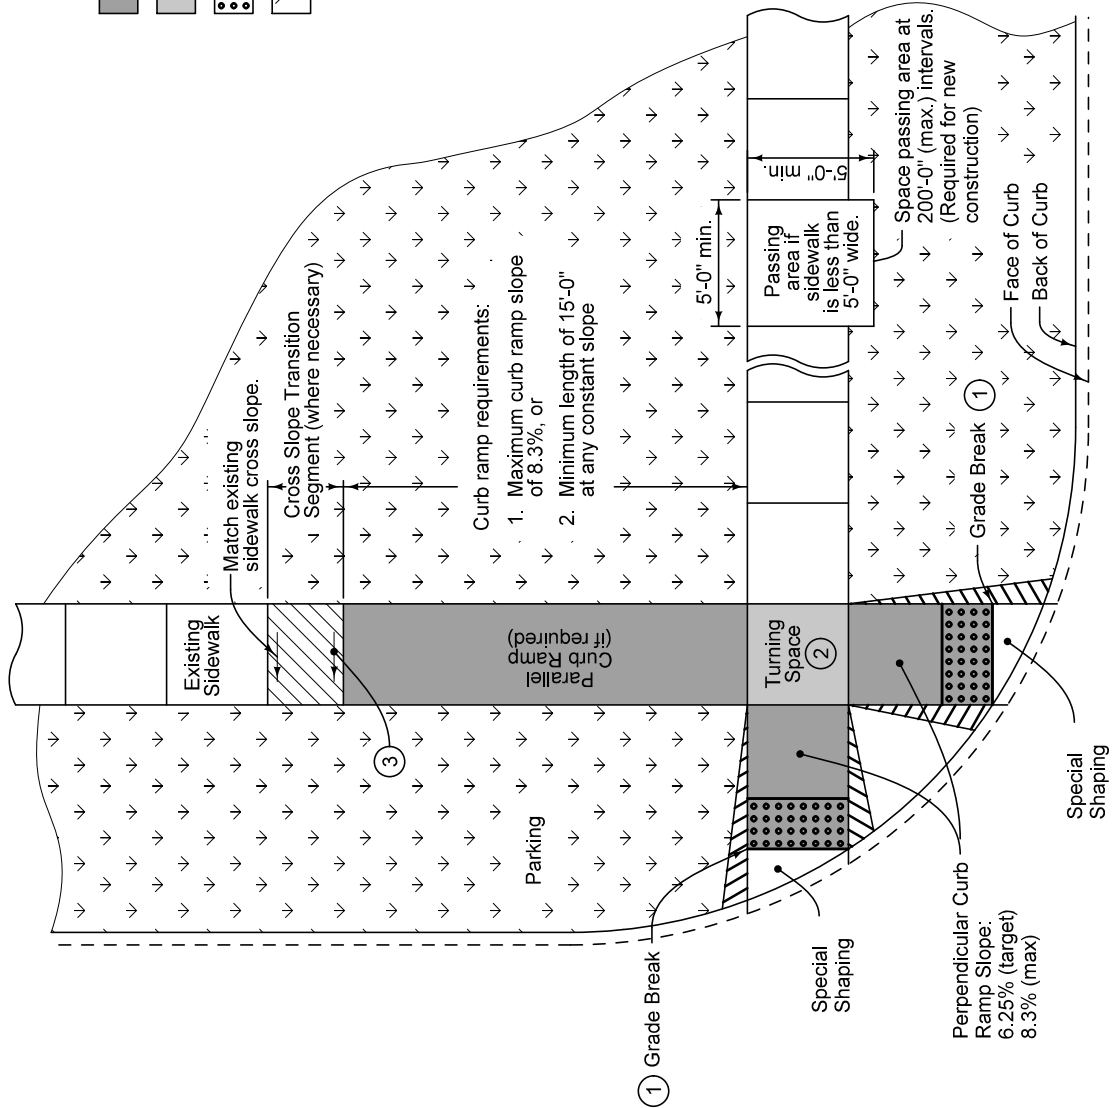 Match existing
sidewalk cross slope.
Cross Slope Transition
Segment (where necessary)
Existing
Sidewalk
Curb ramp requirements:
1. Maximum curb ramp slope
of 8.3%, or
2. Minimum length of 15'-0"
at any constant slope
Parallel
Curb Ramp
(if required)
3
Parking
Turning
Space
2
5'-0" min.
5'-0" min.
Passing
area if
sidewalk
is less than
5'-0" wide.
Space passing area at
200'-0" (max.) intervals.
(Required for new
construction)
Face of Curb
Back of Curb
Grade Break 1
1 Grade Break
Special
Shaping
Perpendicular Curb
Ramp Slope:
6.25% (target)
8.3% (max)
Special
Shaping